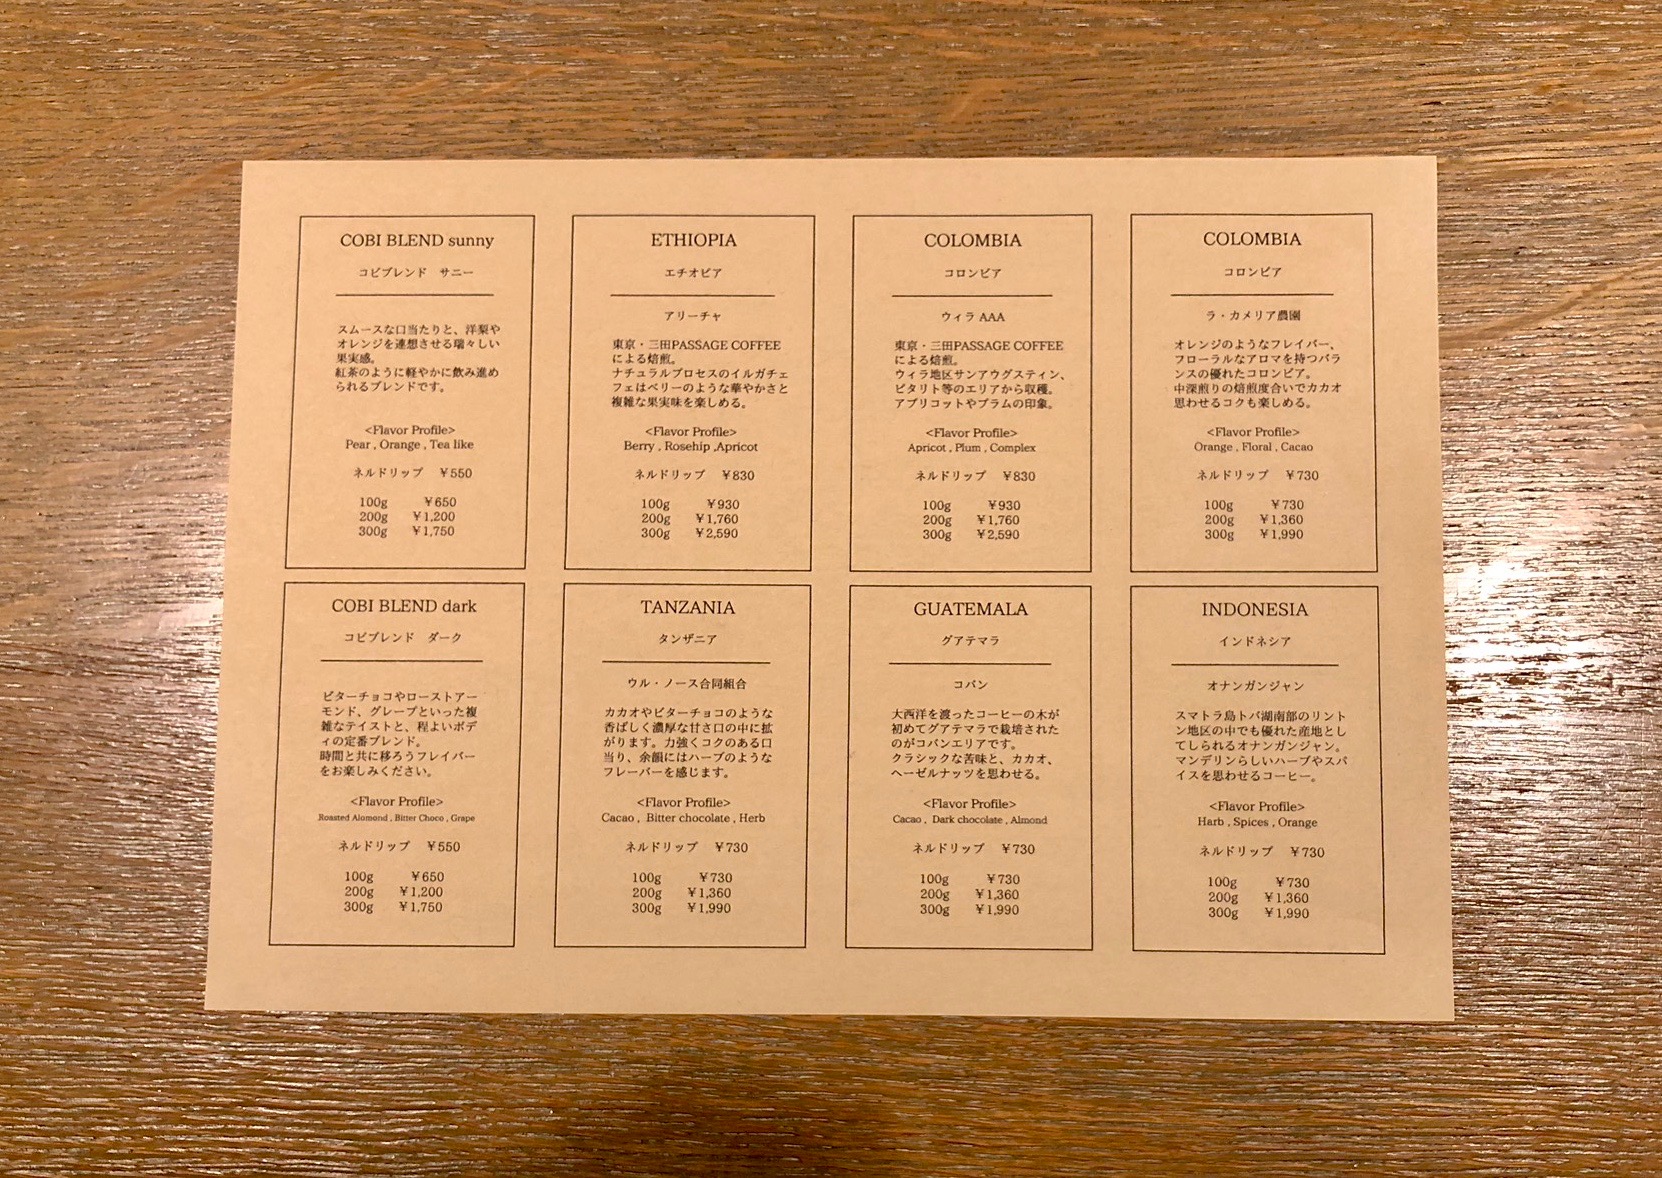 COBI BLEND sunny
コビブレンド　サニー
スムースな口当たりと、洋梨や
オレンジを連想させる瑞々しい
果実感。
紅茶のように軽やかに飲み進め
られるブレンドです。
<Flavor Profile>
Pear , Orange , Tea like
ネルドリップ　¥550
100g ¥650
200g ¥1,200
300g ¥1,750
ETHIOPIA
エチオピア
アリーチャ
東京・三田PASSAGE COFFEE
による焙煎。
ナチュラルプロセスのイルガチェ
フェはベリーのような華やかさと
複雑な果実味を楽しめる。
<Flavor Profile>
Berry , Rosehip ,Apricot
ネルドリップ　¥830
100g ¥930
200g ¥1,760
300g ¥2,590
COLOMBIA
コロンビア
ウィラ AAA
東京・三田PASSAGE COFFEE
による焙煎。
ウィラ地区サンアウグスティン、
ピタリト等のエリアから収穫。
アプリコットやプラムの印象。
<Flavor Profile>
Apricot , Plum , Complex
ネルドリップ　¥830
100g ¥930
200g ¥1,760
300g ¥2,590
COLOMBIA
コロンビア
ラ・カメリア農園
オレンジのようなフレイバー、
フローラルなアロマを持つバラ
ンスの優れたコロンビア。
中深煎りの焙煎度合いでカカオ
思わせるコクも楽しめる。
<Flavor Profile>
Orange , Floral , Cacao
ネルドリップ　¥730
100g ¥730
200g ¥1,360
300g ¥1,990
COBI BLEND dark
コビブレンド　ダーク
ビターチョコやローストアー
モンド、グレープといった複
雑なテイストと、程よいボデ
ィの定番ブレンド。
時間と共に移ろうフレイバー
をお楽しみください。
<Flavor Profile>
Roasted Alomond , Bitter Choco , Grape
ネルドリップ　¥550
100g ¥650
200g ¥1,200
300g ¥1,750
TANZANIA
タンザニア
ウル・ノース合同組合
カカオやビターチョコのような
香ばしく濃厚な甘さ口の中に拡
がります。力強くコクのある口
当り、余韻にはハーブのような
フレーバーを感じます。
<Flavor Profile>
Cacao , Bitter chocolate , Herb
ネルドリップ　¥730
100g ¥730
200g ¥1,360
300g ¥1,990
GUATEMALA
グアテマラ
コバン
大西洋を渡ったコーヒーの木が
初めてグアテマラで栽培された
のがコバンエリアです。
クラシックな苦味と、カカオ、
ヘーゼルナッツを思わせる。
<Flavor Profile>
Cacao , Dark chocolate , Almond
ネルドリップ　¥730
100g ¥730
200g ¥1,360
300g ¥1,990
INDONESIA
インドネシア
オナンガンジャン
スマトラ島トバ湖南部のリント
ン地区の中でも優れた産地とし
てしられるオナンガンジャン。
マンデリンらしいハーブやスパ
イスを思わせるコーヒー。
<Flavor Profile>
Harb , Spices , Orange
ネルドリップ　¥730
100g ¥730
200g ¥1,360
300g ¥1,990